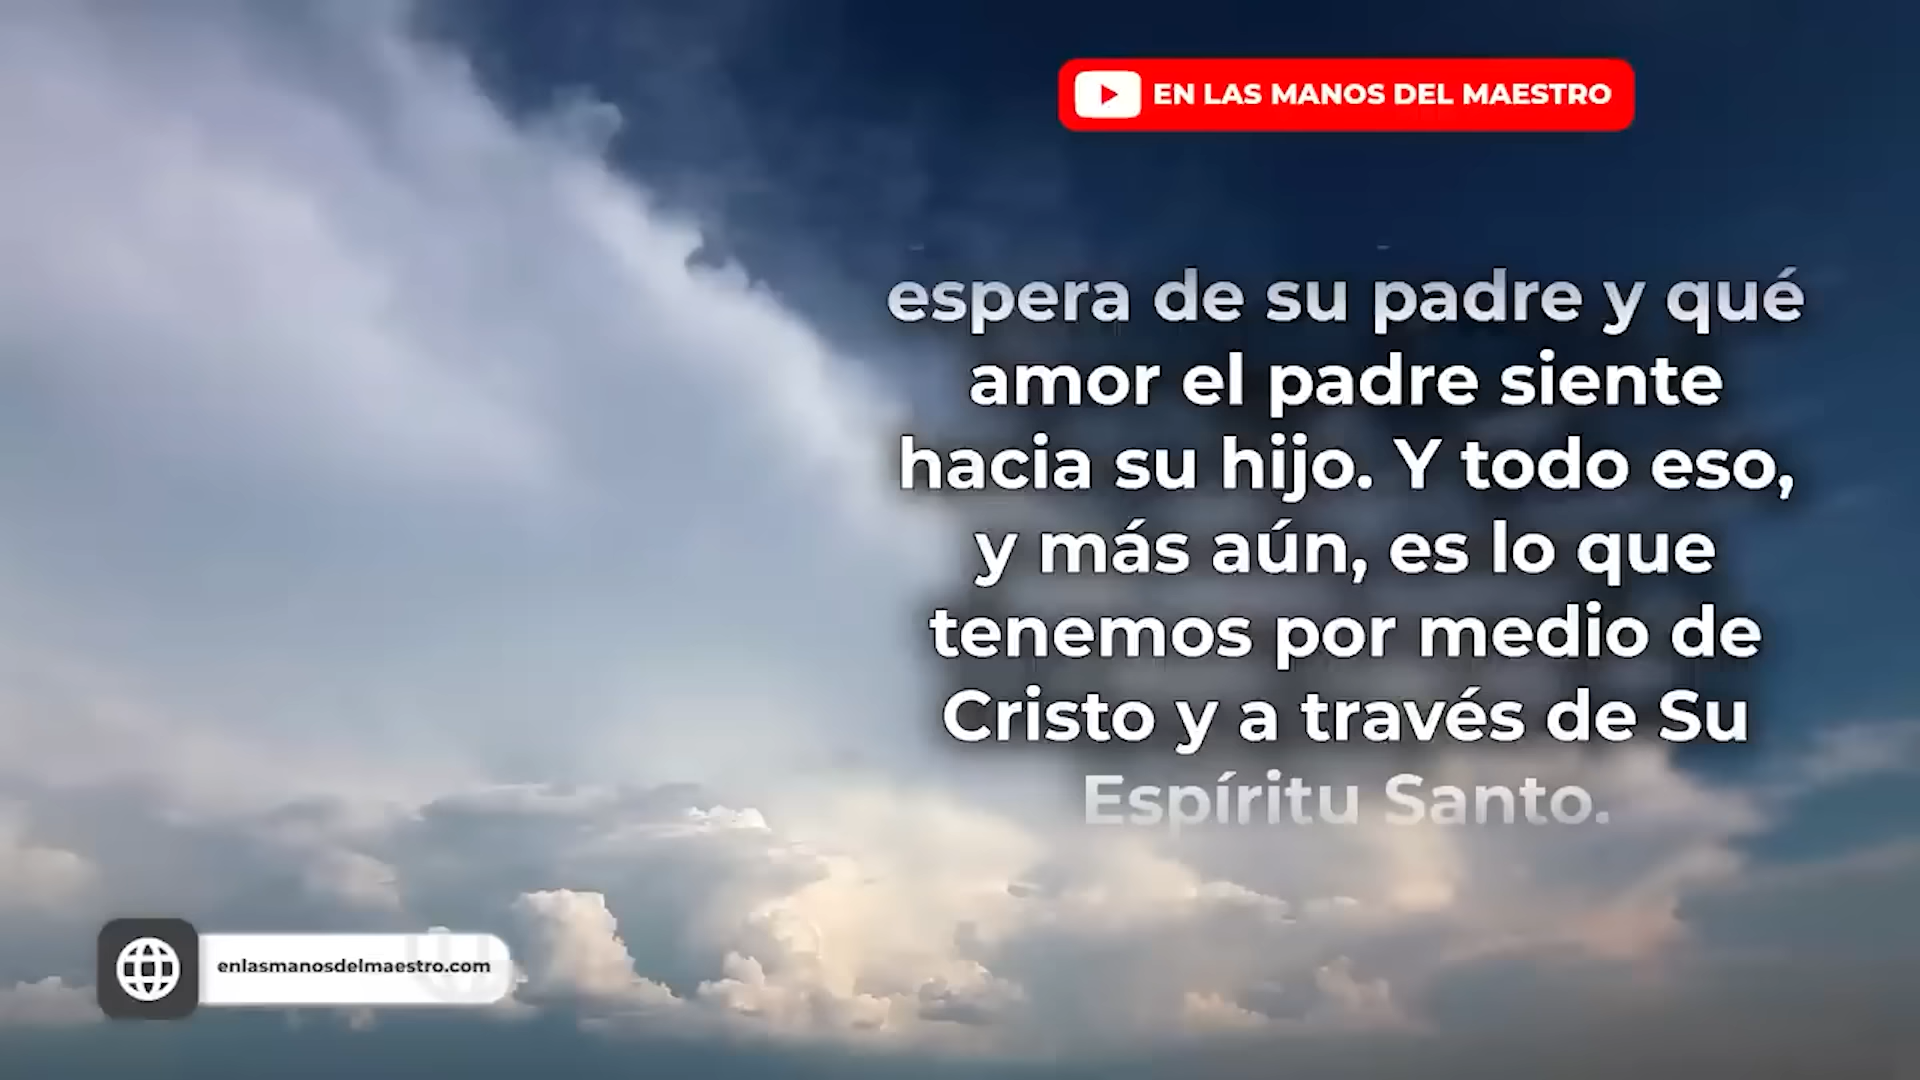 EN LAS MANOS DEL MAESTRO
espera de su padre y qué
amor el padre siente
hacia su hijo. Y todo eso,
y más aún, es lo que
tenemos por medio de
Cristo y a través de Su
Espíritu Santo.
enlasmanosdelmaestro.com